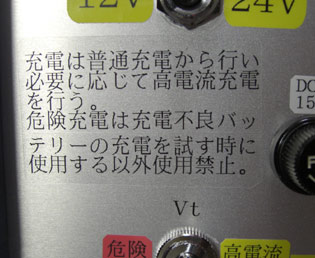 12V 24V
充電は普通充電から行い
必要に応じて高電流充電
を行う。
危険充電は充電不良バッ
テリーの充電を試す時に
使用する以外使用禁止。
DC
15
Vt
危険 高電流